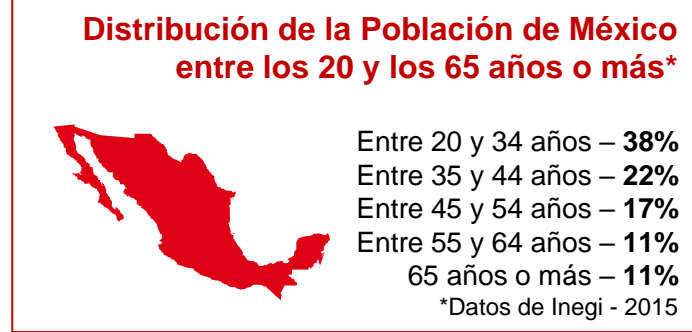 Distribución de la Población de México
entre los 20 y los 65 años o más*
Entre 20 y 34 años – 38%
Entre 35 y 44 años – 22%
Entre 45 y 54 años – 17%
Entre 55 y 64 años – 11%
65 años o más – 11%
*Datos de Inegi - 2015